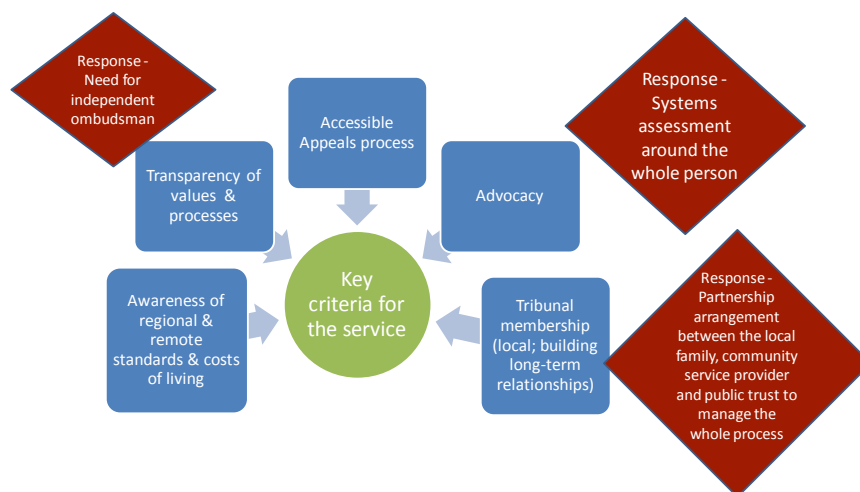 Response -
Need for
independent
ombudsman
Accessible
Appeals process
Response -
Systems
assessment
around the
whole person
Transparency of
values & processes
Advocacy
Key
criteria for
the service
Awareness of
regional &
remote
standards & costs
of living
Tribunal
membership
(local; building
long-term
relationships)
Response -
Partnership
arrangement
between the local
family, community
service provider
and public trust to
manage the
whole process